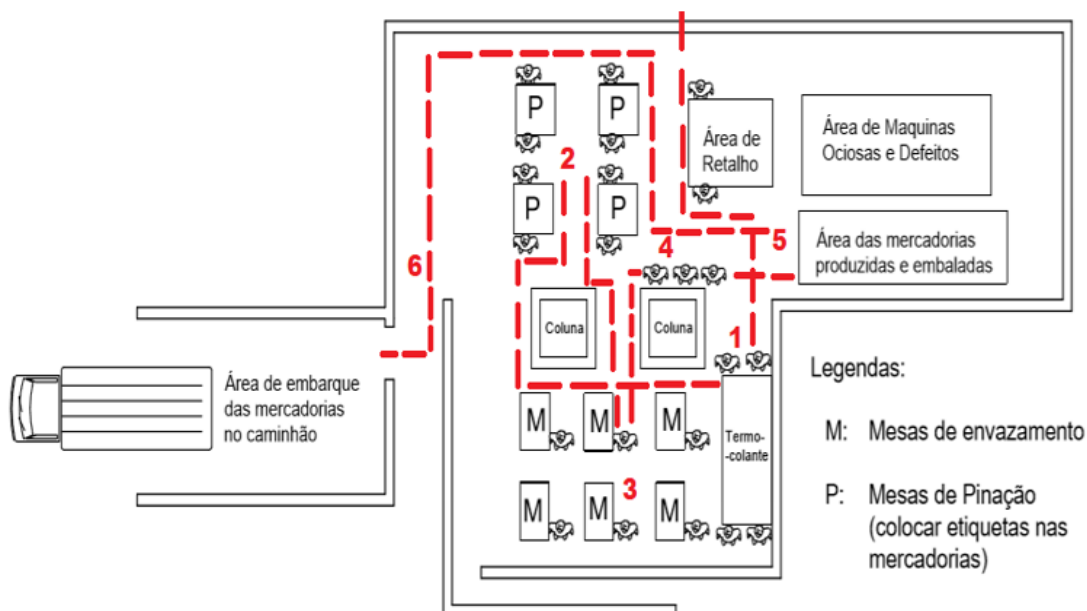 P
P
2
P
P
Área de
Retalho
Área de Maquinas
Ociosas e Defeitos
4
5
Área das mercadorias
produzidas e embaladas
6
Coluna
Coluna
1
Área de embarque
das mercadorias
no caminhão
M
M
M
Termo-
-colante
3
M
M
M
Legendas:
M: Mesas de envazamento
P: Mesas de Pinação
(colocar etiquetas nas
mercadorias)